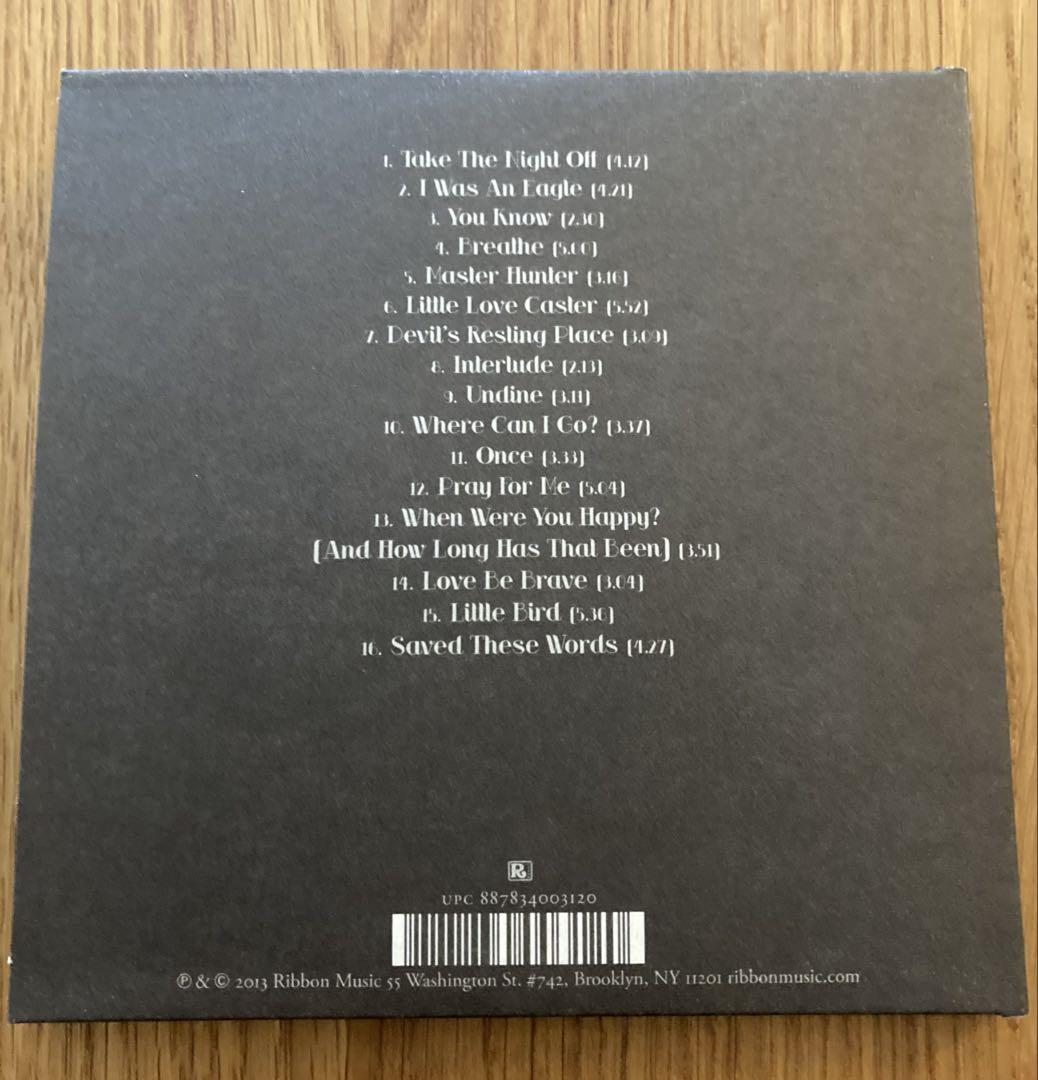 1. Take The Night Off (4.12)
2. I Was An Eagle (4.21)
3. You Know (2.30)
4. Breathe (5.00)
5. Master Hunter (3.16)
6. Little Love Caster (5.52)
7. Devil's Resting Place (3.09)
8. Interlude (2.13)
9. Undine (3.11)
10. Where Can I Go? (3.37)
11. Once (3.33)
12. Pray For Me (5.04)
13. When Were You Happy?
(And How Long Has That Been) (3.51)
14. Love Be Brave (3.04)
15. Little Bird (5.36)
16. Saved These Words (4.27)
R
UPC 887834003120
℗ & © 2013 Ribbon Music 55 Washington St. #742, Brooklyn, NY 11201 ribbonmusic.com